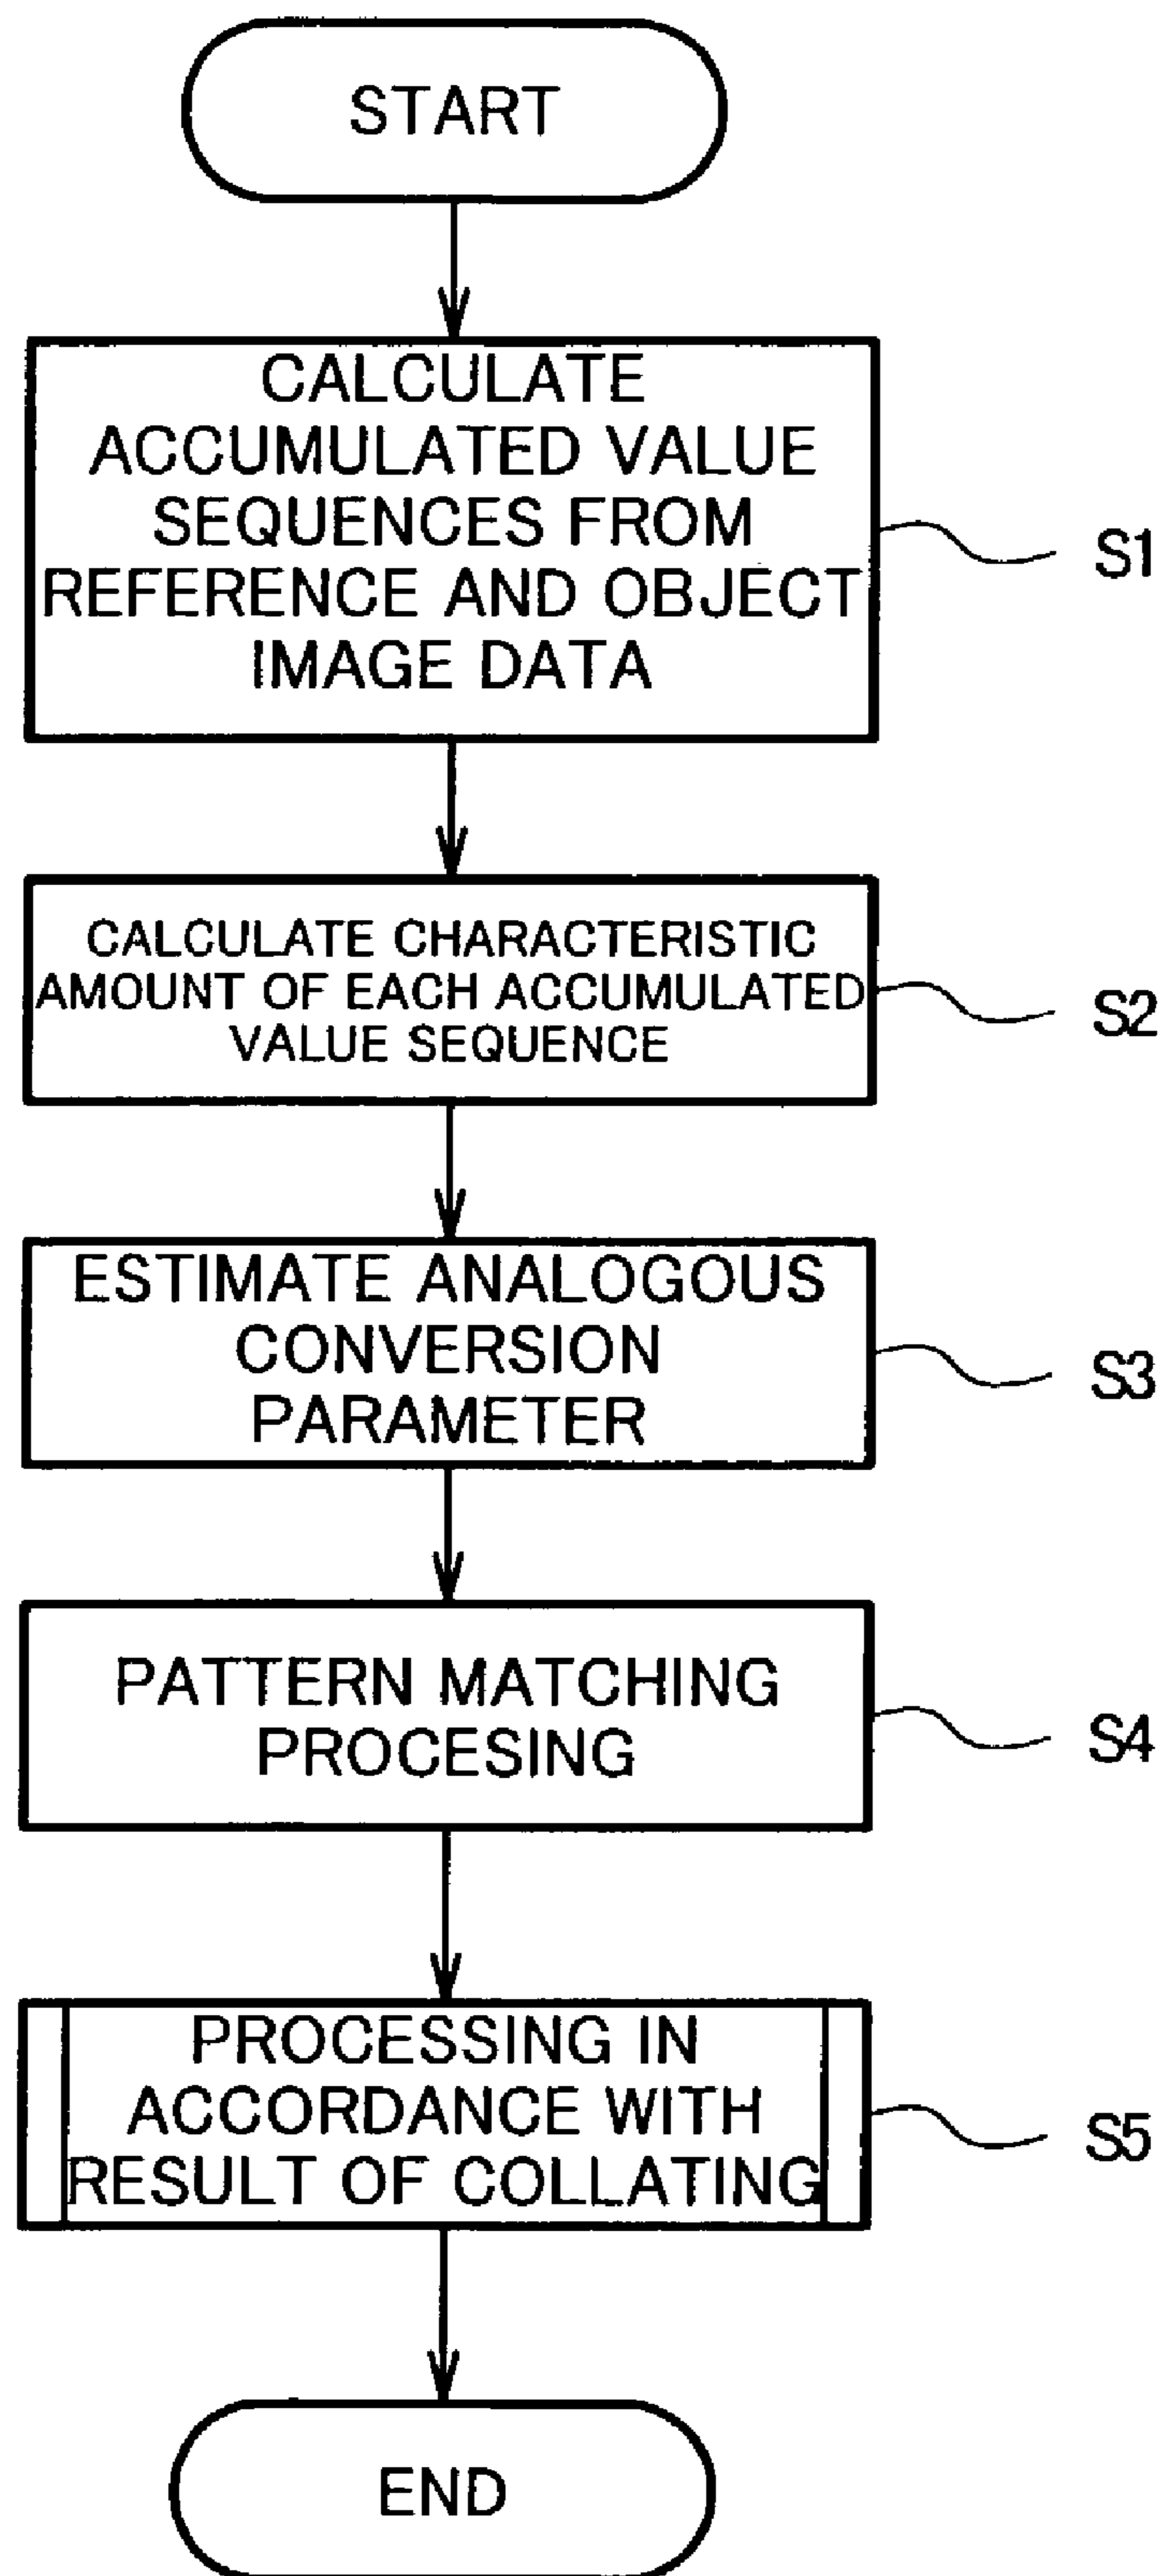 START
CALCULATE
ACCUMULATED VALUE
SEQUENCES FROM
REFERENCE AND OBJECT
IMAGE DATA
S1
CALCULATE CHARACTERISTIC
AMOUNT OF EACH ACCUMULATED
VALUE SEQUENCE
S2
ESTIMATE ANALOGOUS
CONVERSION
PARAMETER
S3
PATTERN MATCHING
PROCESING
S4
PROCESSING IN
ACCORDANCE WITH
RESULT OF COLLATING
S5
END